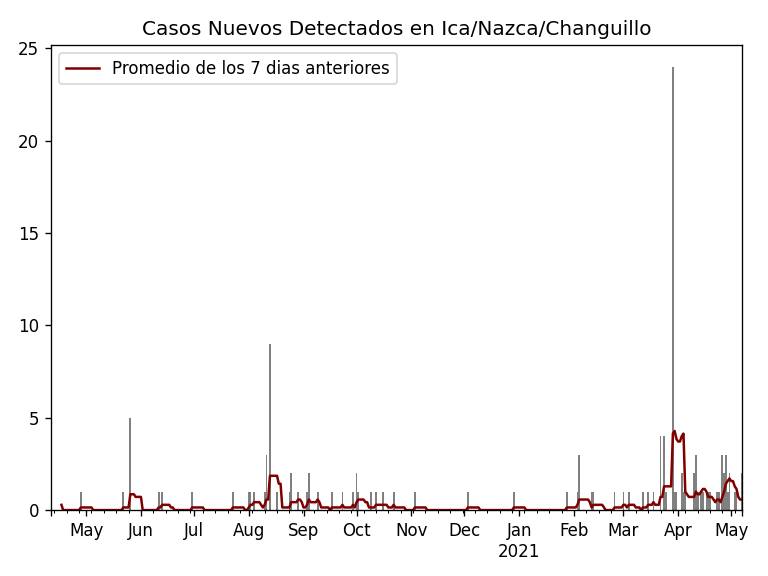 Casos Nuevos Detectados en Ica/Nazca/Changuillo
Promedio de los 7 dias anteriores
25
20
15
10
5
0
May Jun Jul Aug Sep Oct Nov Dec Jan Feb Mar Apr May
2021